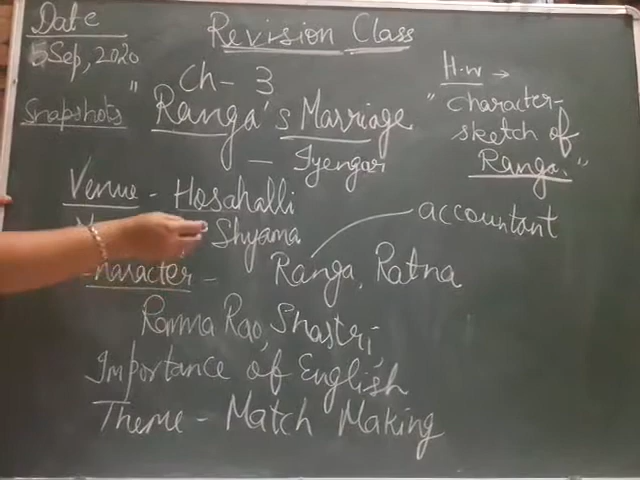 Date
5 Sep, 2020
Revision Class
Ch - 3
"Snapshots"
Ranga's Marriage
— Iyengar
H.w →
"Character-
sketch of
Ranga."
Venue - Hosahalli
Shyama
Character - Ranga, Ratna
accountant
Rama Rao, Shastri,
Importance of English
Theme - Match Making